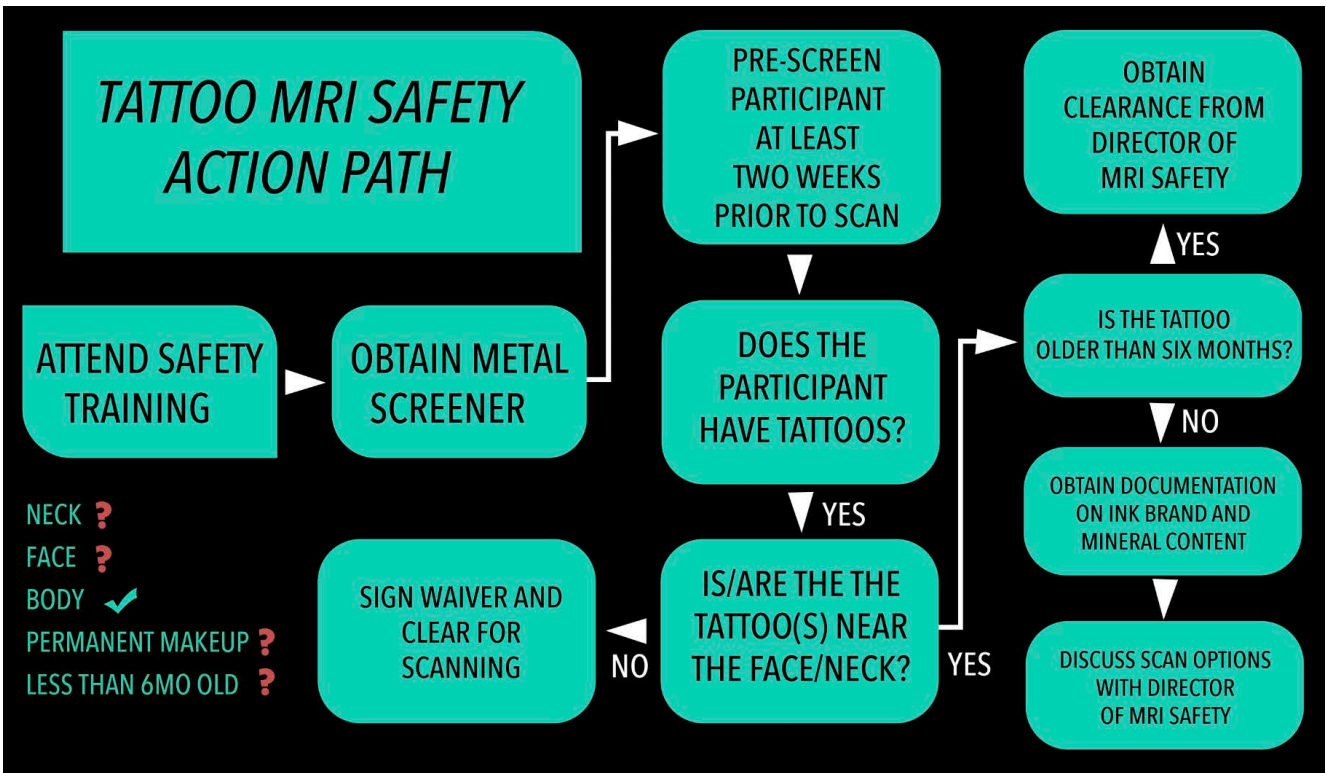 TATTOO MRI SAFETY
ACTION PATH
ATTEND SAFETY
TRAINING
OBTAIN METAL
SCREENER
PRE-SCREEN
PARTICIPANT
AT LEAST
TWO WEEKS
PRIOR TO SCAN
DOES THE
PARTICIPANT
HAVE TATTOOS?
YES
IS/ARE THE THE
TATTOO(S) NEAR
THE FACE/NECK?
NO
SIGN WAIVER AND
CLEAR FOR
SCANNING
YES
IS THE TATTOO
OLDER THAN SIX MONTHS?
YES
OBTAIN
CLEARANCE FROM
DIRECTOR OF
MRI SAFETY
NO
OBTAIN DOCUMENTATION
ON INK BRAND AND
MINERAL CONTENT
DISCUSS SCAN OPTIONS
WITH DIRECTOR
OF MRI SAFETY
NECK ?
FACE ?
BODY ✓
PERMANENT MAKEUP ?
LESS THAN 6MO OLD ?